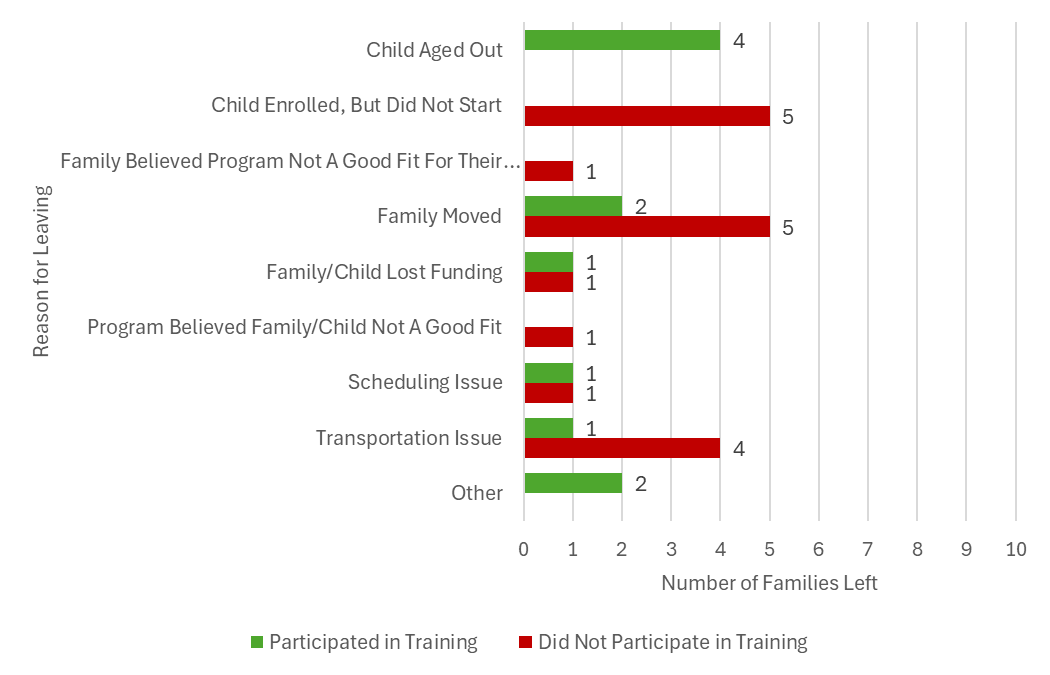 Child Aged Out
4
Child Enrolled, But Did Not Start
5
Family Believed Program Not A Good Fit For Their...
1
Family Moved
2
5
Family/Child Lost Funding
1
1
Program Believed Family/Child Not A Good Fit
1
Scheduling Issue
1
1
Transportation Issue
1
4
Other
2
Reason for Leaving
0 1 2 3 4 5 6 7 8 9 10
Number of Families Left
Participated in Training
Did Not Participate in Training